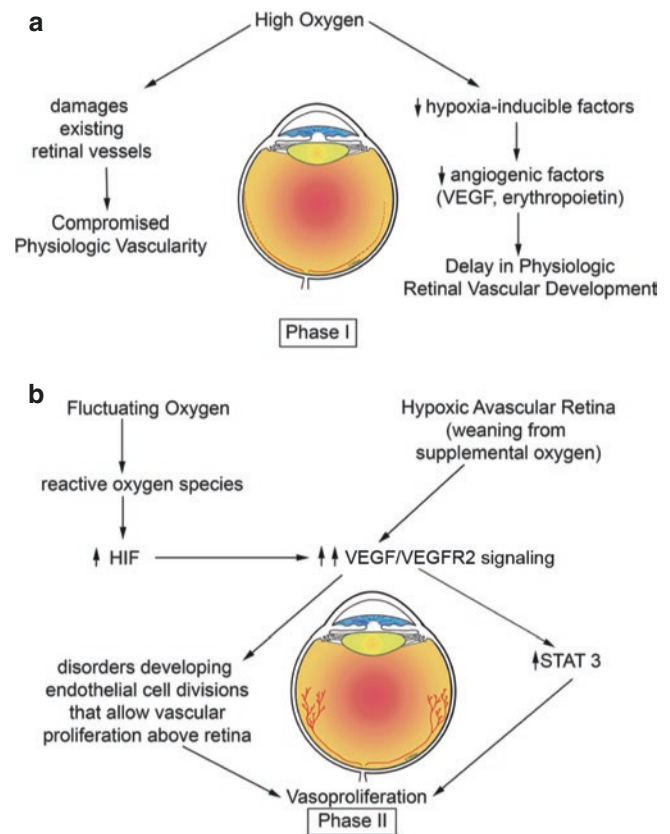 a
High Oxygen
damages
existing
retinal vessels
Compromised
Physiologic Vascularity
hypoxia-inducible factors
angiogenic factors
(VEGF, erythropoietin)
Delay in Physiologic
Retinal Vascular Development
Phase I
b
Fluctuating Oxygen
reactive oxygen species
HIF
Hypoxic Avascular Retina
(weaning from
supplemental oxygen)
VEGF/VEGFR2 signaling
disorders developing
endothelial cell divisions
that allow vascular
proliferation above retina
STAT 3
Vasoproliferation
Phase II